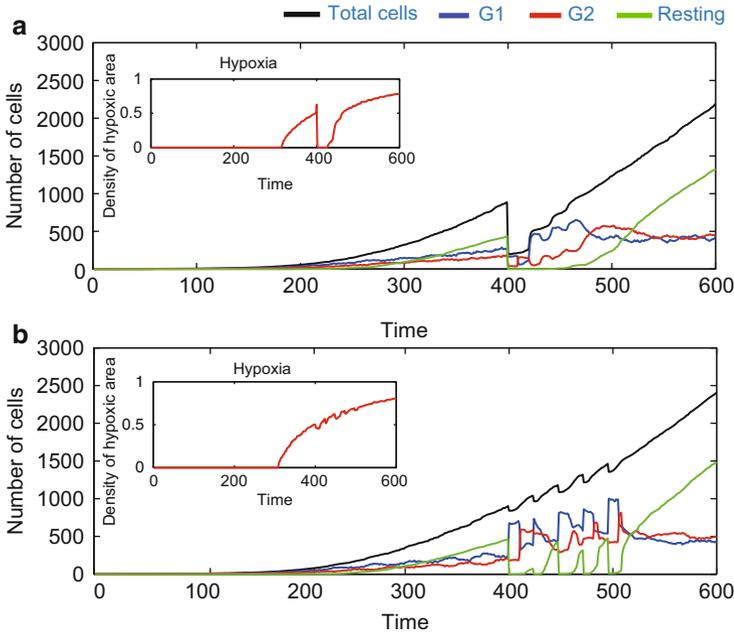 Total cells G1 G2 Resting
a
3000
2500
2000
1500
1000
500
0
Number of cells
0 100 200 300 400 500 600
Time
Hypoxia
1
0.5
0
Density of hypoxic area
0 200 400 600
Time
b
3000
2500
2000
1500
1000
500
0
Number of cells
0 100 200 300 400 500 600
Time
Hypoxia
1
0.5
0
Density of hypoxic area
0 200 400 600
Time